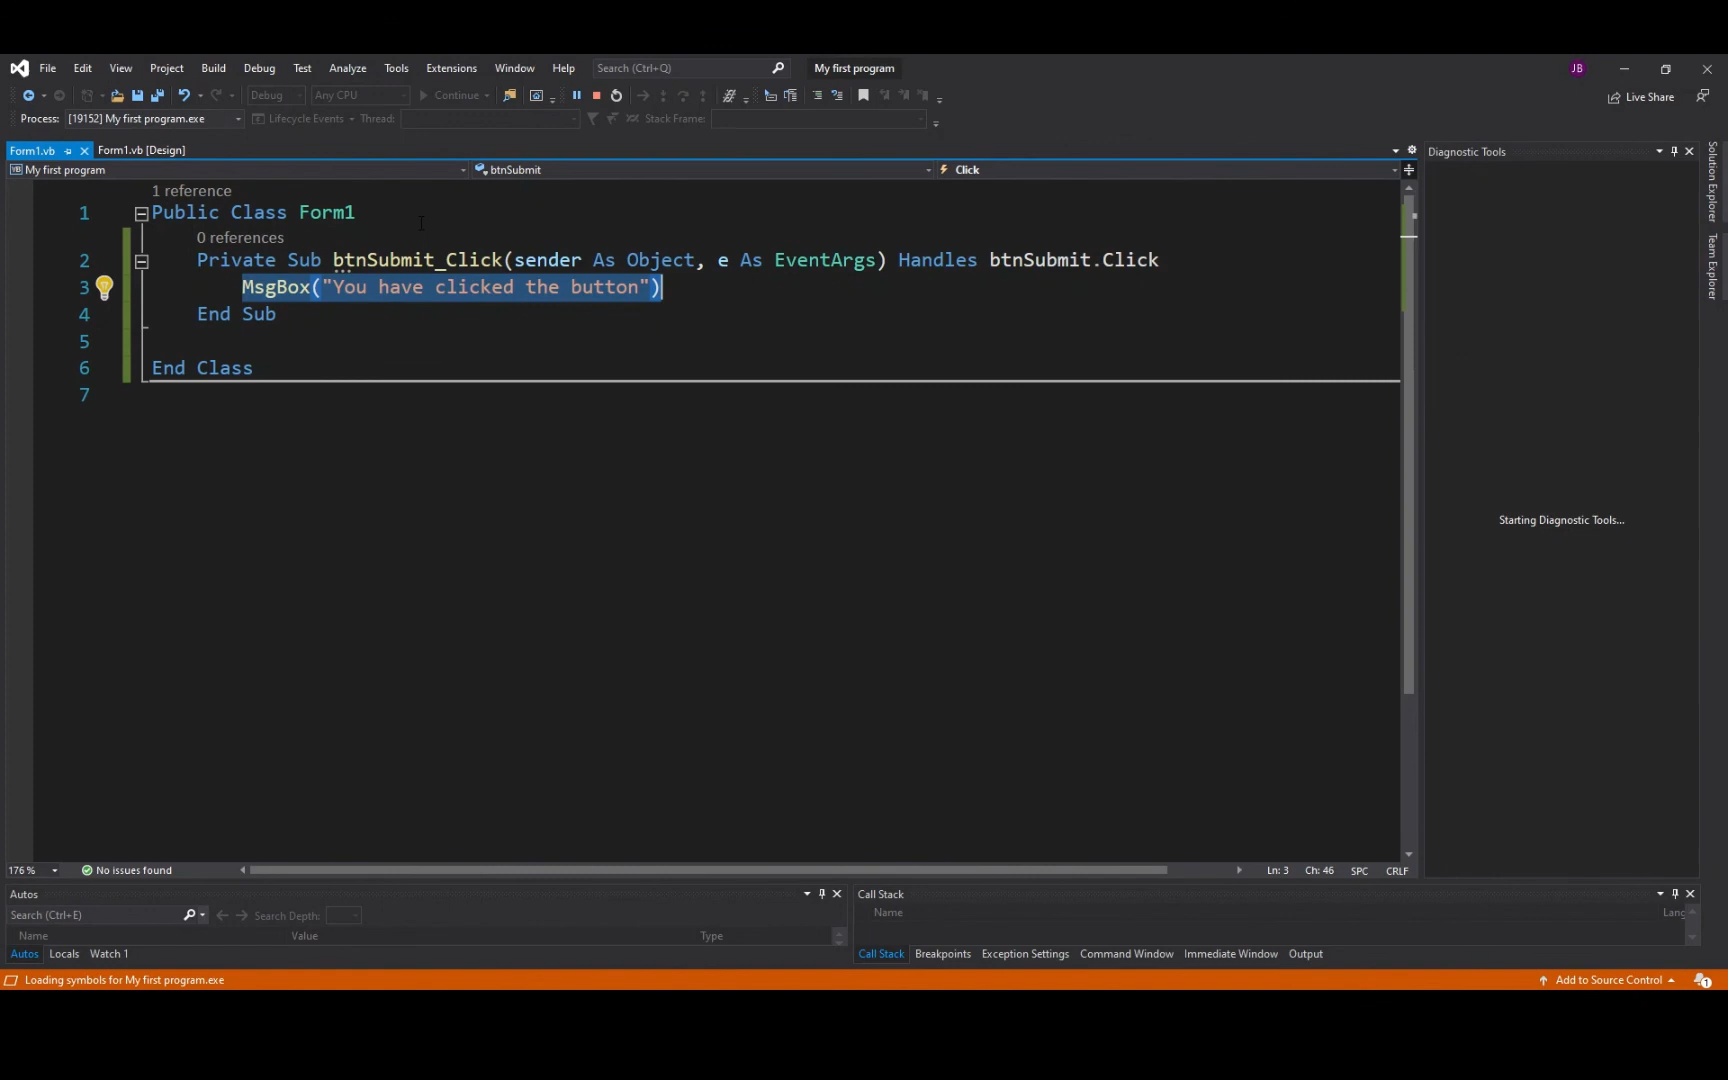 File Edit View Project Build Debug Test Analyze Tools Extensions Window Help Search (Ctrl+Q) My first program JB
Debug Any CPU Continue Live Share
Process: [19152] My first program.exe Lifecycle Events Thread: Stack Frame:
Form1.vb Form1.vb [Design] Diagnostic Tools
VB My first program btnSubmit Click
1 reference
1 Public Class Form1
0 references
2 Private Sub btnSubmit_Click(sender As Object, e As EventArgs) Handles btnSubmit.Click
3 MsgBox("You have clicked the button")
4 End Sub
5
6 End Class
7
Starting Diagnostic Tools...
Solution Explorer
Team Explorer
176 % No issues found Ln: 3 Ch: 46 SPC CRLF
Autos Call Stack
Search (Ctrl+E) Search Depth: Name Lang
Name Value Type
Autos Locals Watch 1 Call Stack Breakpoints Exception Settings Command Window Immediate Window Output
Loading symbols for My first program.exe Add to Source Control 1